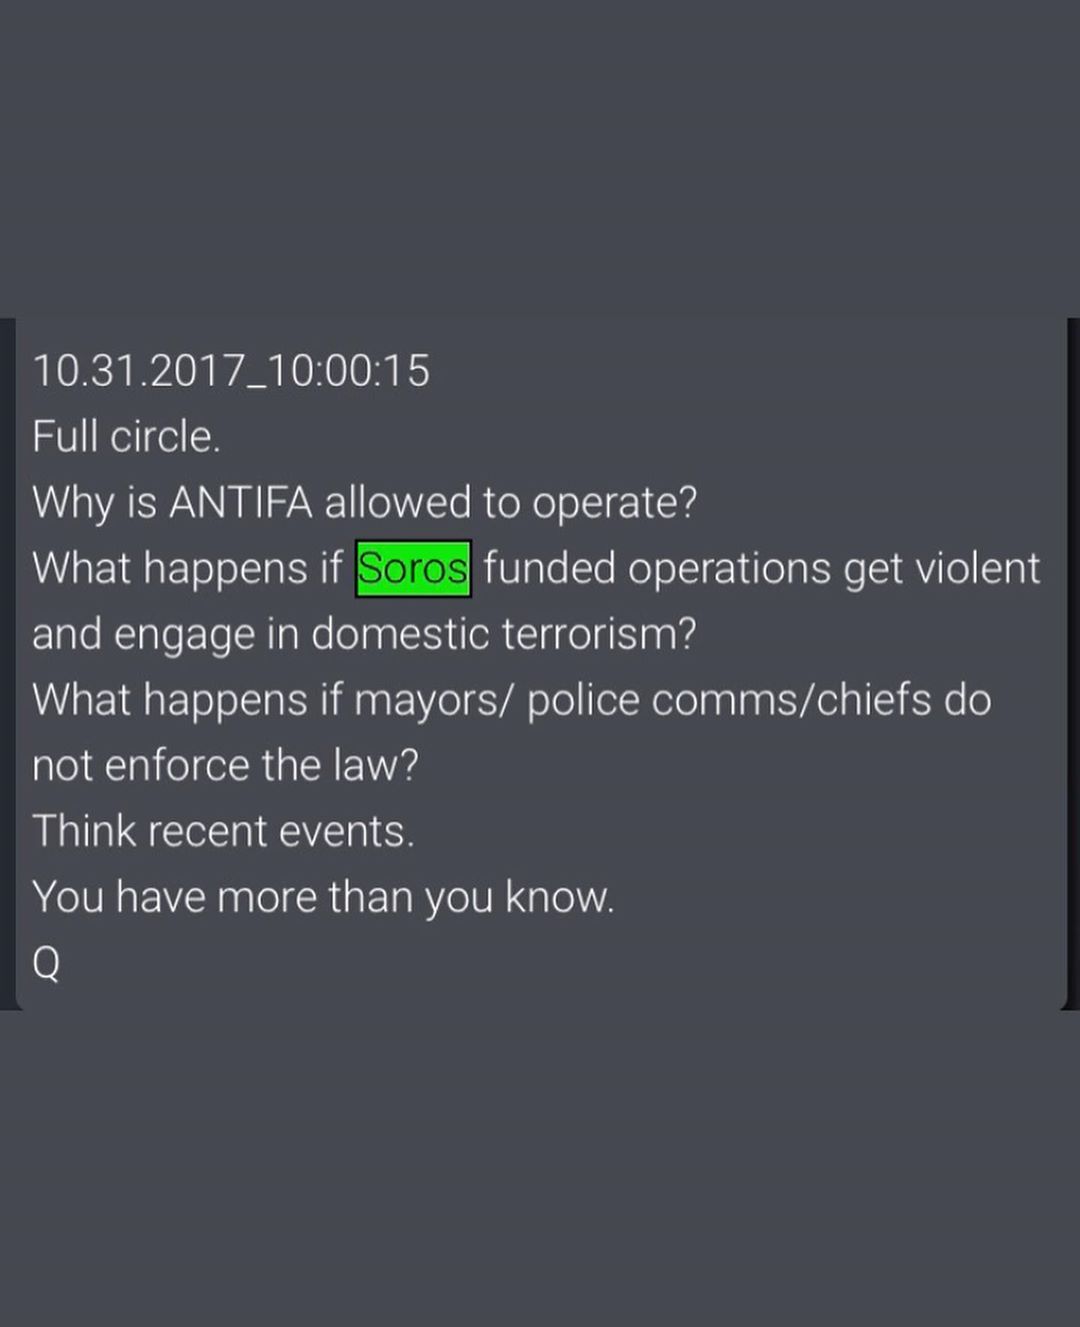 10.31.2017_10:00:15
Full circle.
Why is ANTIFA allowed to operate?
What happens if Soros funded operations get violent
and engage in domestic terrorism?
What happens if mayors/ police comms/chiefs do
not enforce the law?
Think recent events.
You have more than you know.
Q